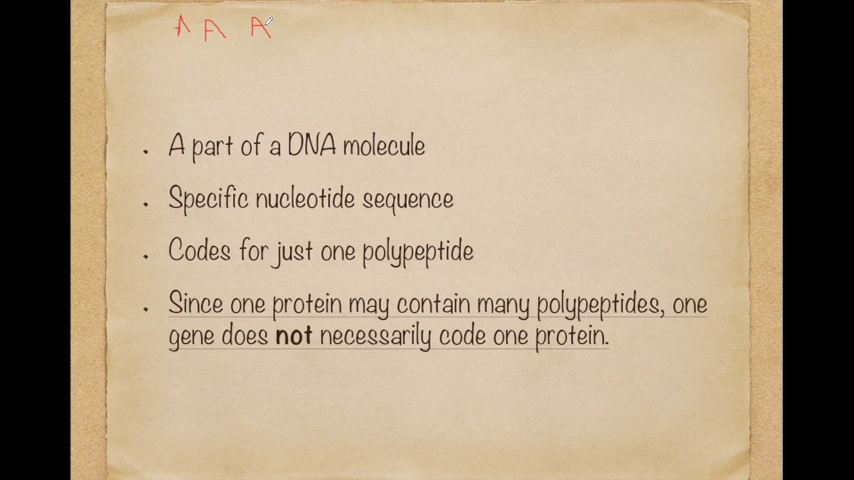 A A A
. A part of a DNA molecule
. Specific nucleotide sequence
. Codes for just one polypeptide
. Since one protein may contain many polypeptides, one
gene does not necessarily code one protein.